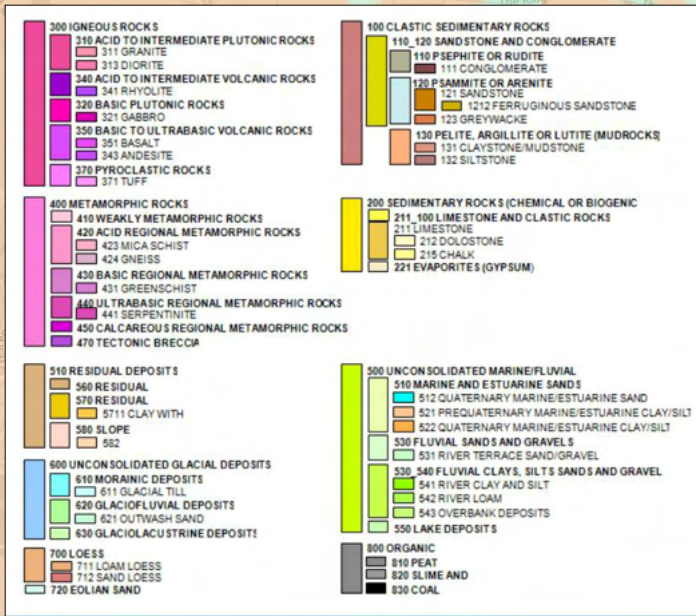 300 IGNEOUS ROCKS
310 ACID TO INTERMEDIATE PLUTONIC ROCKS
311 GRANITE
313 DIORITE
340 ACID TO INTERMEDIATE VOLCANIC ROCKS
341 RHYOLITE
320 BASIC PLUTONIC ROCKS
321 GABBRO
350 BASIC TO ULTRABASIC VOLCANIC ROCKS
351 BASALT
343 ANDESITE
370 PYROCLASTIC ROCKS
371 TUFF
400 METAMORPHIC ROCKS
410 WEAKLY METAMORPHIC ROCKS
420 ACID REGIONAL METAMORPHIC ROCKS
423 MICA SCHIST
424 GNEISS
430 BASIC REGIONAL METAMORPHIC ROCKS
431 GREENSCHIST
440 ULTRABASIC REGIONAL METAMORPHIC ROCKS
441 SERPENTINITE
450 CALCAREOUS REGIONAL METAMORPHIC ROCKS
470 TECTONIC BRECCIA
510 RESIDUAL DEPOSITS
560 RESIDUAL
570 RESIDUAL
5711 CLAY WITH
580 SLOPE
582
600 UNCONSOLIDATED GLACIAL DEPOSITS
610 MORAINIC DEPOSITS
611 GLACIAL TILL
620 GLACIOFLUVIAL DEPOSITS
621 OUTWASH SAND
630 GLACIOLACUSTRINE DEPOSITS
700 LOESS
711 LOAM LOESS
712 SAND LOESS
720 EOLIAN SAND
100 CLASTIC SEDIMENTARY ROCKS
110_120 SANDSTONE AND CONGLOMERATE
110 PSEPHITE OR RUDITE
111 CONGLOMERATE
120 PSAMMITE OR ARENITE
121 SANDSTONE
1212 FERRUGINOUS SANDSTONE
123 GREYWACKE
130 PELITE, ARGILLITE OR LUTITE (MUDROCKS)
131 CLAYSTONE/MUDSTONE
132 SILTSTONE
200 SEDIMENTARY ROCKS (CHEMICAL OR BIOGENIC
211_100 LIMESTONE AND CLASTIC ROCKS
211 LIMESTONE
212 DOLOSTONE
215 CHALK
221 EVAPORITES (GYPSUM)
500 UNCONSOLIDATED MARINE/FLUVIAL
510 MARINE AND ESTUARINE SANDS
512 QUATERNARY MARINE/ESTUARINE SAND
521 PREQUATERNARY MARINE/ESTUARINE CLAY/SILT
522 QUATERNARY MARINE/ESTUARINE CLAY/SILT
530 FLUVIAL SANDS AND GRAVELS
531 RIVER TERRACE SAND/GRAVEL
530_540 FLUVIAL CLAYS, SILTS SANDS AND GRAVEL
541 RIVER CLAY AND SILT
542 RIVER LOAM
543 OVERBANK DEPOSITS
550 LAKE DEPOSITS
800 ORGANIC
810 PEAT
820 SLIME AND
830 COAL